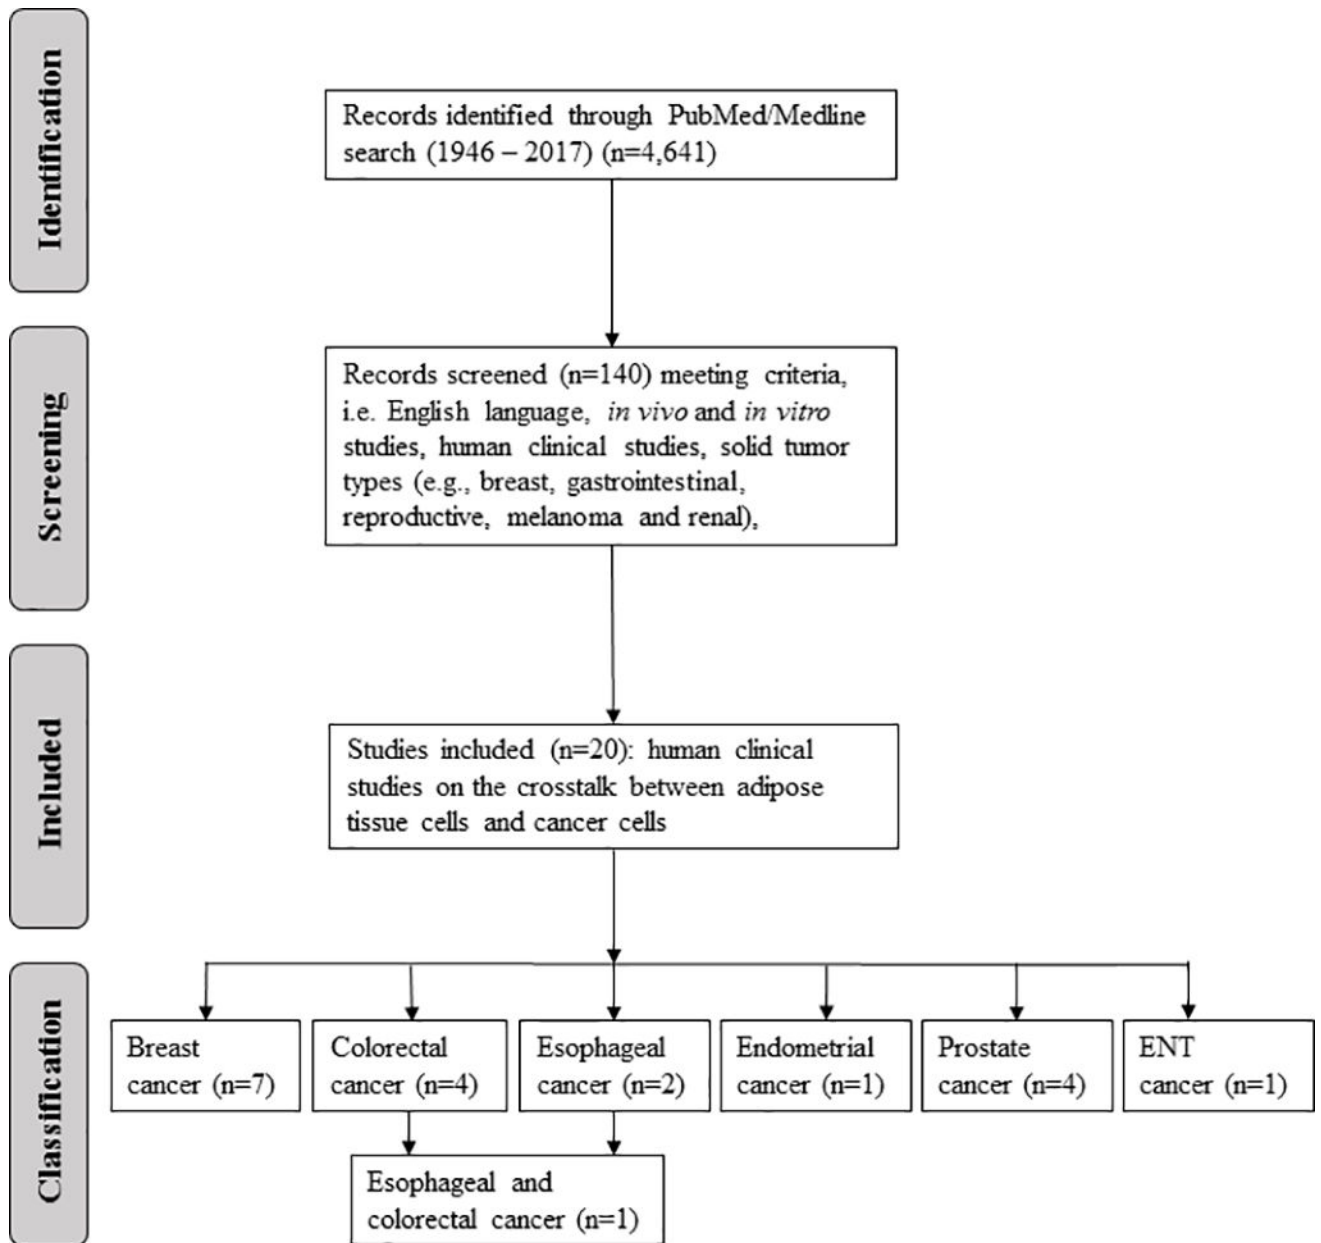 Identification
Records identified through PubMed/Medline
search (1946 – 2017) (n=4,641)
Screening
Records screened (n=140) meeting criteria,
i.e. English language, in vivo and in vitro
studies, human clinical studies, solid tumor
types (e.g., breast, gastrointestinal,
reproductive, melanoma and renal),
Included
Studies included (n=20): human clinical
studies on the crosstalk between adipose
tissue cells and cancer cells
Classification
Breast
cancer (n=7)
Colorectal
cancer (n=4)
Esophageal
cancer (n=2)
Endometrial
cancer (n=1)
Prostate
cancer (n=4)
ENT
cancer (n=1)
Esophageal and
colorectal cancer (n=1)